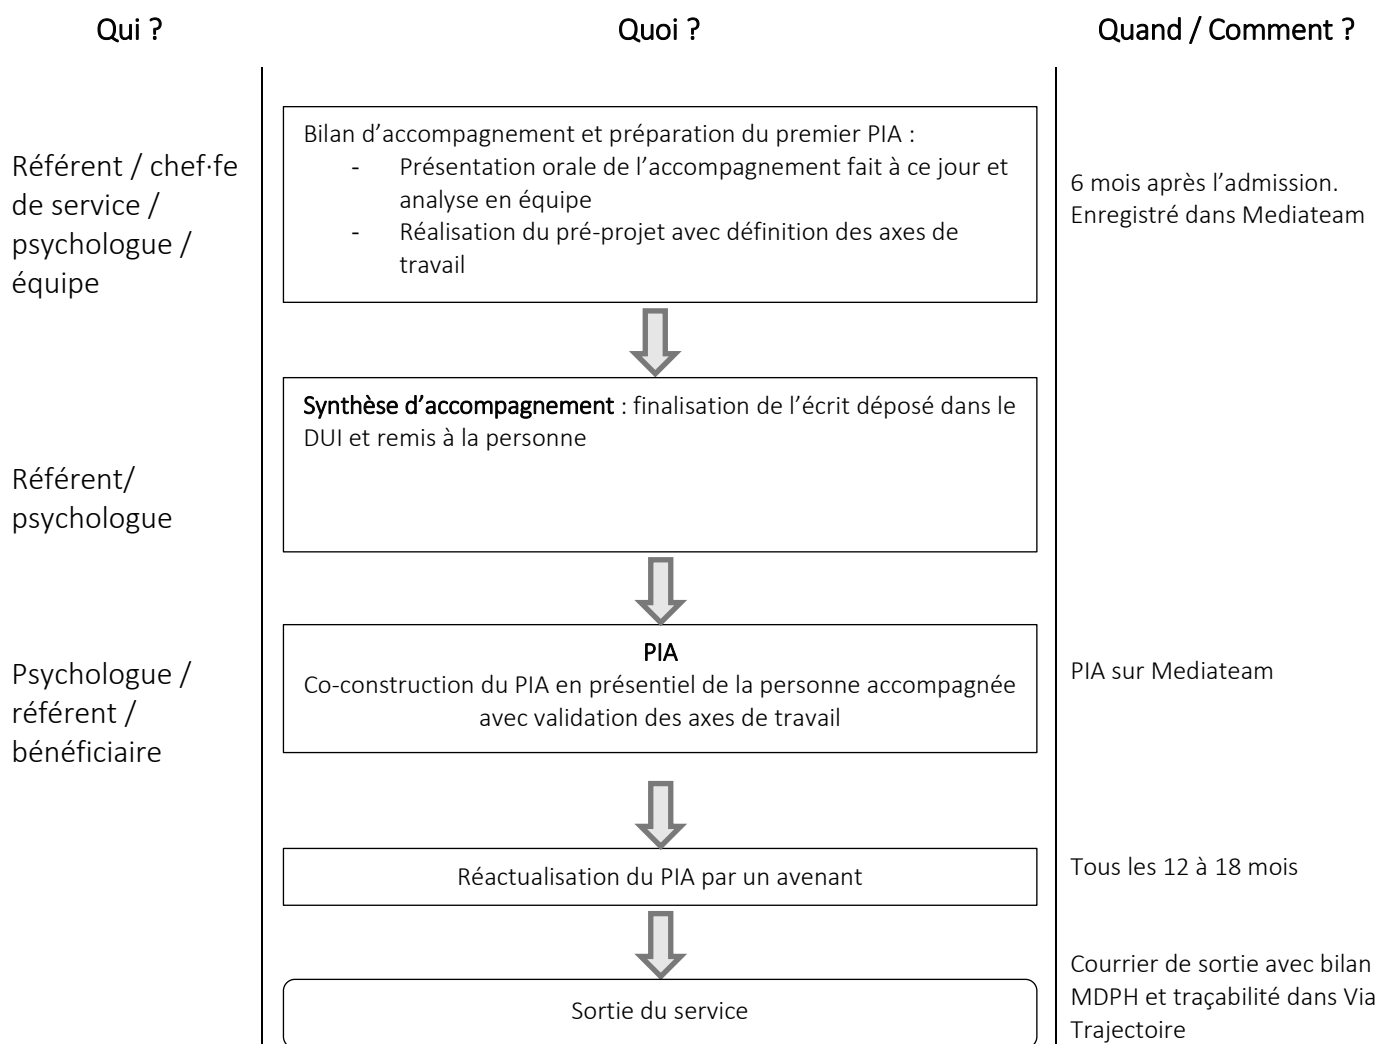 Qui ?
Quoi ?
Quand / Comment ?
Référent / chef·fe
de service /
psychologue /
équipe
Bilan d’accompagnement et préparation du premier PIA :
- Présentation orale de l’accompagnement fait à ce jour et
analyse en équipe
- Réalisation du pré-projet avec définition des axes de
travail
6 mois après l’admission.
Enregistré dans Mediateam
Référent/
psychologue
Synthèse d’accompagnement : finalisation de l’écrit déposé dans le
DUI et remis à la personne
Psychologue /
référent /
bénéficiaire
PIA
Co-construction du PIA en présentiel de la personne accompagnée
avec validation des axes de travail
PIA sur Mediateam
Réactualisation du PIA par un avenant
Tous les 12 à 18 mois
Sortie du service
Courrier de sortie avec bilan
MDPH et traçabilité dans Via
Trajectoire